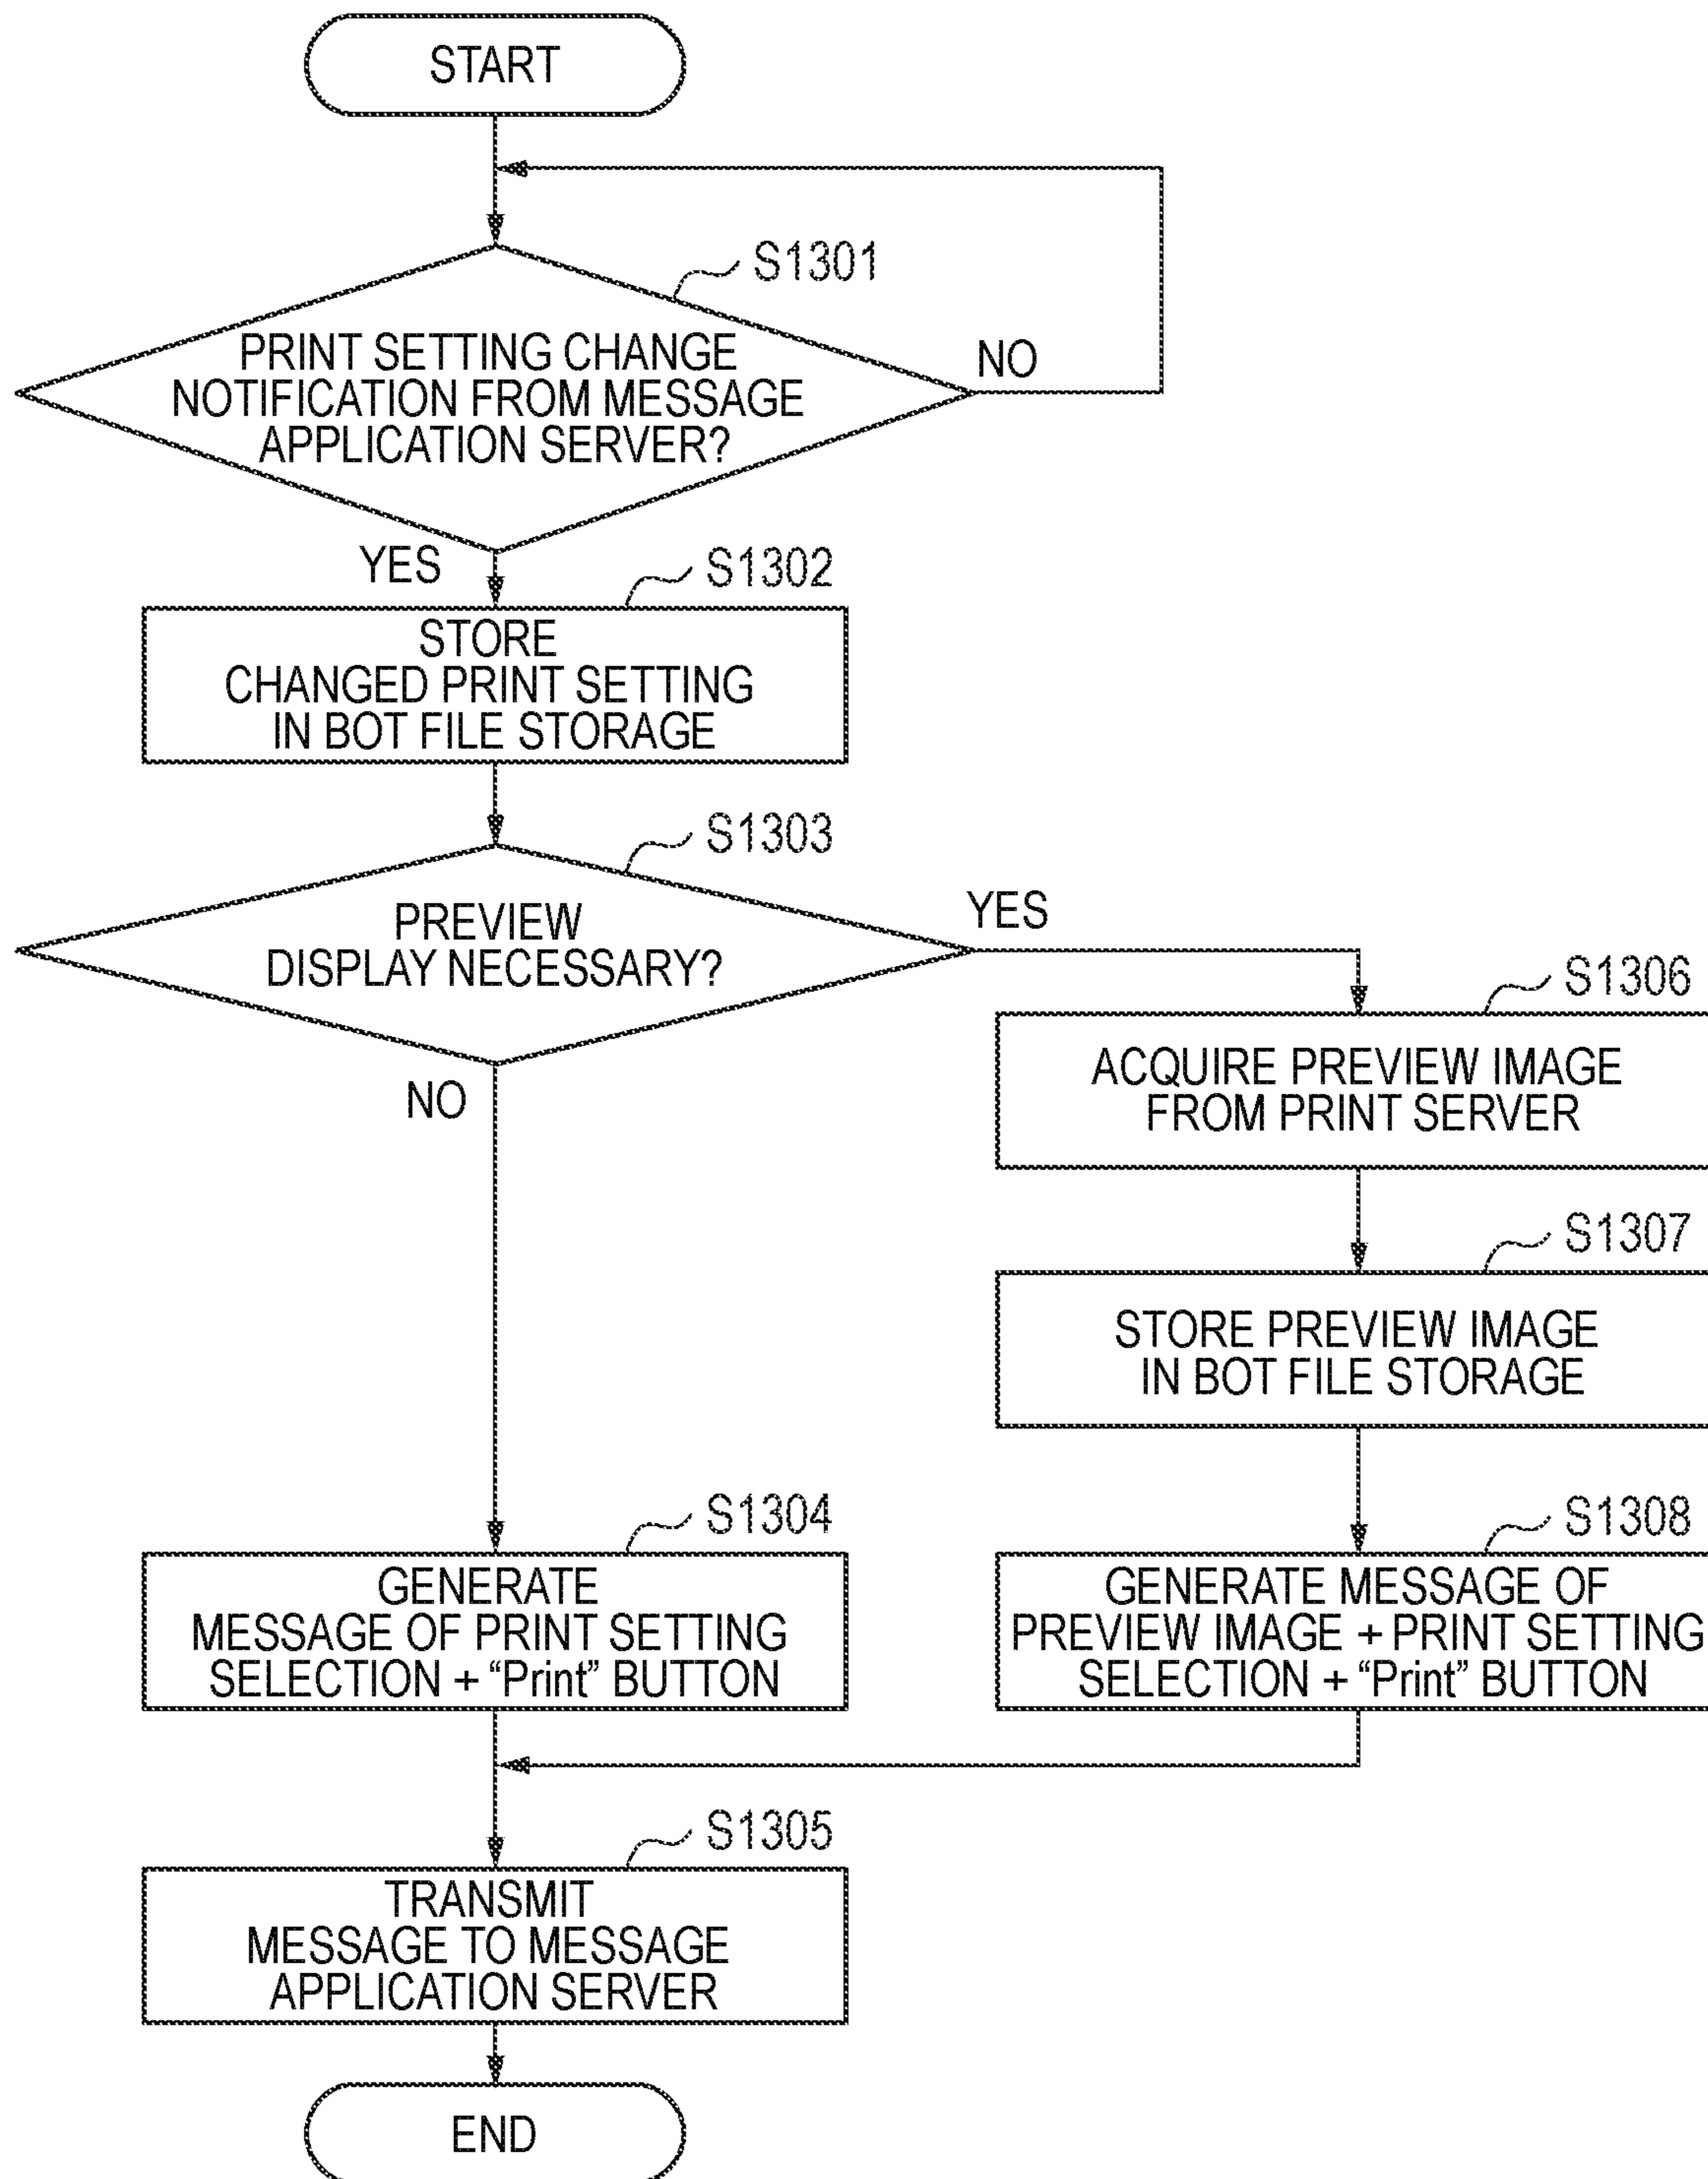 START
S1301
PRINT SETTING CHANGE
NOTIFICATION FROM MESSAGE
APPLICATION SERVER?
NO
YES
S1302
STORE
CHANGED PRINT SETTING
IN BOT FILE STORAGE
S1303
PREVIEW
DISPLAY NECESSARY?
YES
NO
S1306
ACQUIRE PREVIEW IMAGE
FROM PRINT SERVER
S1307
STORE PREVIEW IMAGE
IN BOT FILE STORAGE
S1304
GENERATE
MESSAGE OF PRINT SETTING
SELECTION + “Print” BUTTON
S1308
GENERATE MESSAGE OF
PREVIEW IMAGE + PRINT SETTING
SELECTION + “Print” BUTTON
S1305
TRANSMIT
MESSAGE TO MESSAGE
APPLICATION SERVER
END